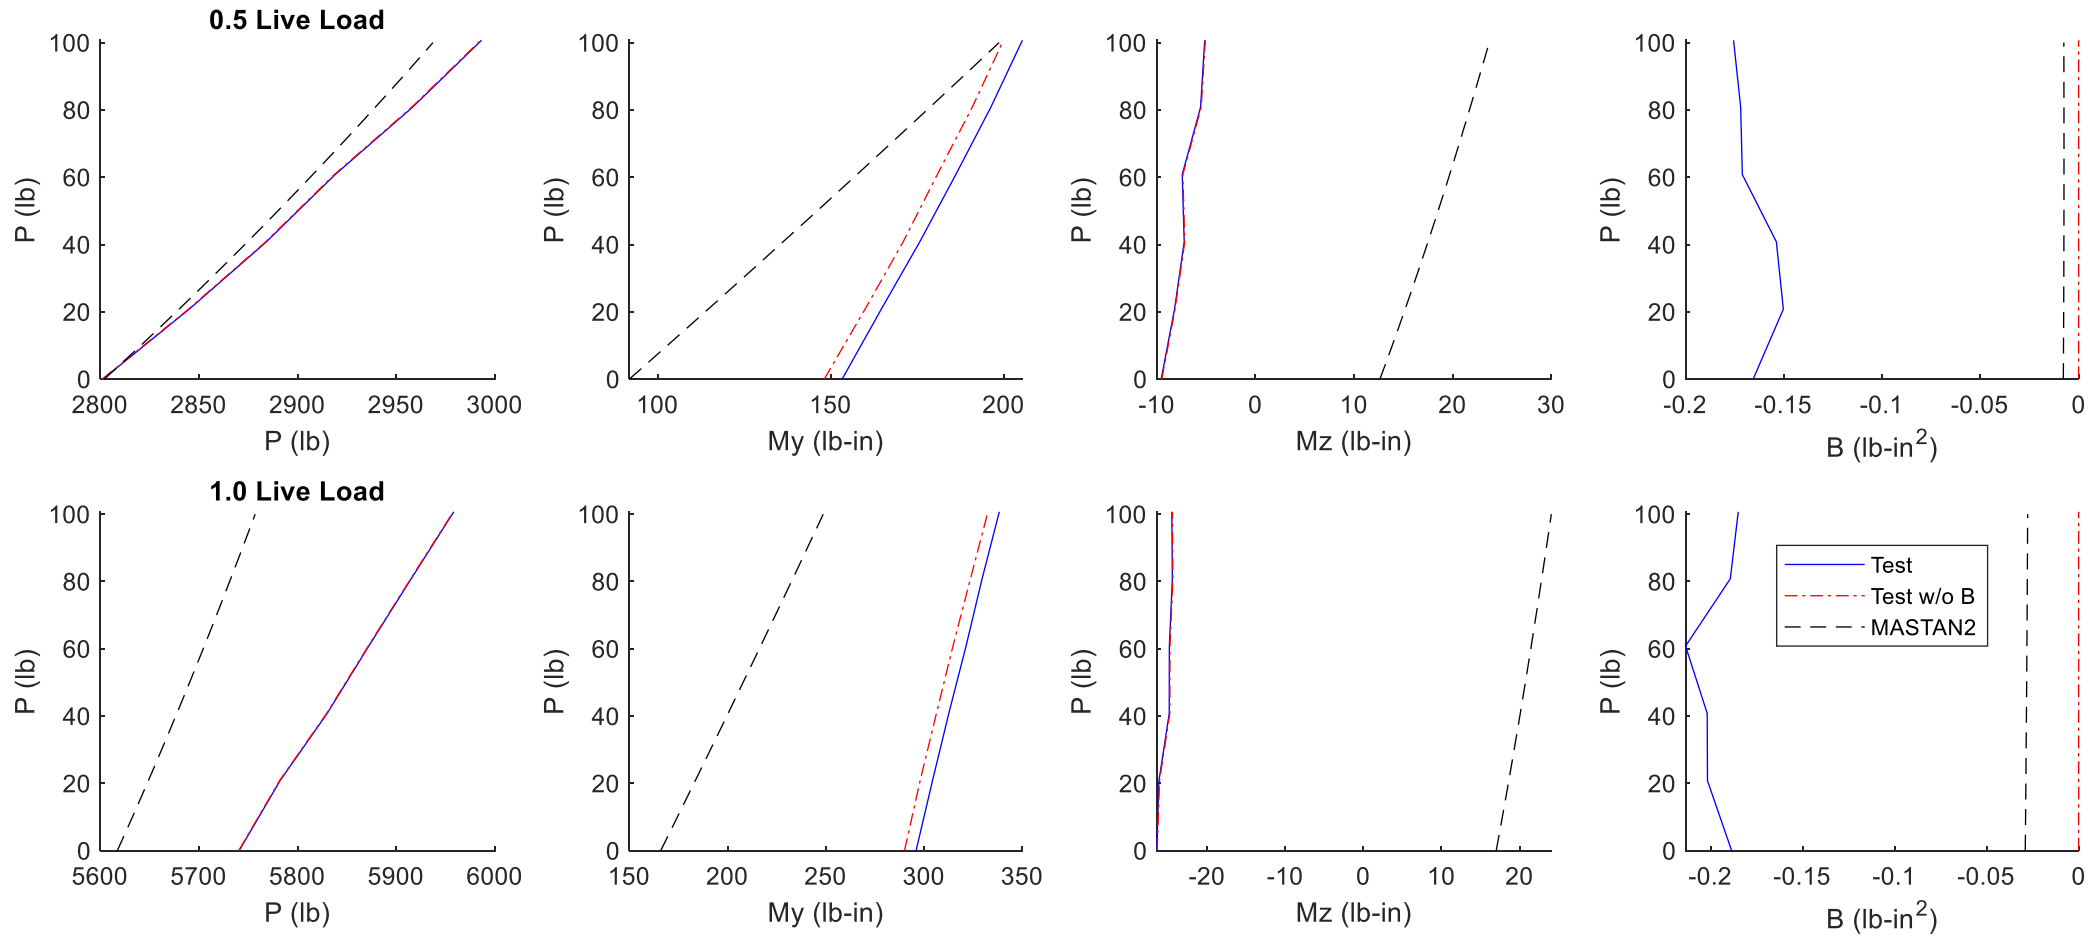 0.5 Live Load
100
80
60
40
20
0
P (lb)
2800 2850 2900 2950 3000
P (lb)
100
80
60
40
20
0
P (lb)
100 150 200
My (lb-in)
100
80
60
40
20
0
P (lb)
-10 0 10 20 30
Mz (lb-in)
100
80
60
40
20
0
P (lb)
-0.2 -0.15 -0.1 -0.05 0
B (lb-in²)
1.0 Live Load
100
80
60
40
20
0
P (lb)
5600 5700 5800 5900 6000
P (lb)
100
80
60
40
20
0
P (lb)
150 200 250 300 350
My (lb-in)
100
80
60
40
20
0
P (lb)
-20 -10 0 10 20
Mz (lb-in)
100
80
60
40
20
0
P (lb)
-0.2 -0.15 -0.1 -0.05 0
B (lb-in²)
Test
Test w/o B
MASTAN2